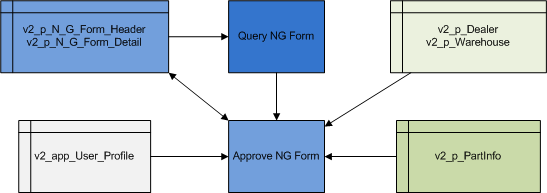 v2_p_N_G_Form_Header
v2_p_N_G_Form_Detail
Query NG Form
v2_p_Dealer
v2_p_Warehouse
v2_app_User_Profile
Approve NG Form
v2_p_PartInfo